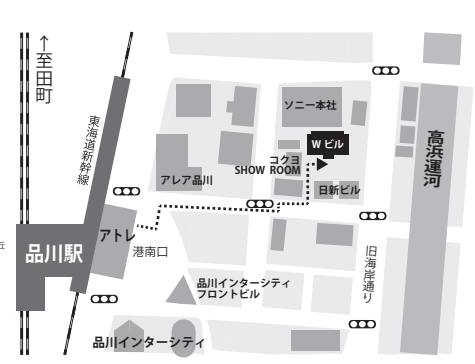 ←至田町
東海道新幹線
ソニー本社
W ビル
コクヨ
SHOW ROOM
アレア品川
日新ビル
高浜運河
アトレ
港南口
品川駅
旧海岸通り
品川インターシティ
フロントビル
品川インターシティ